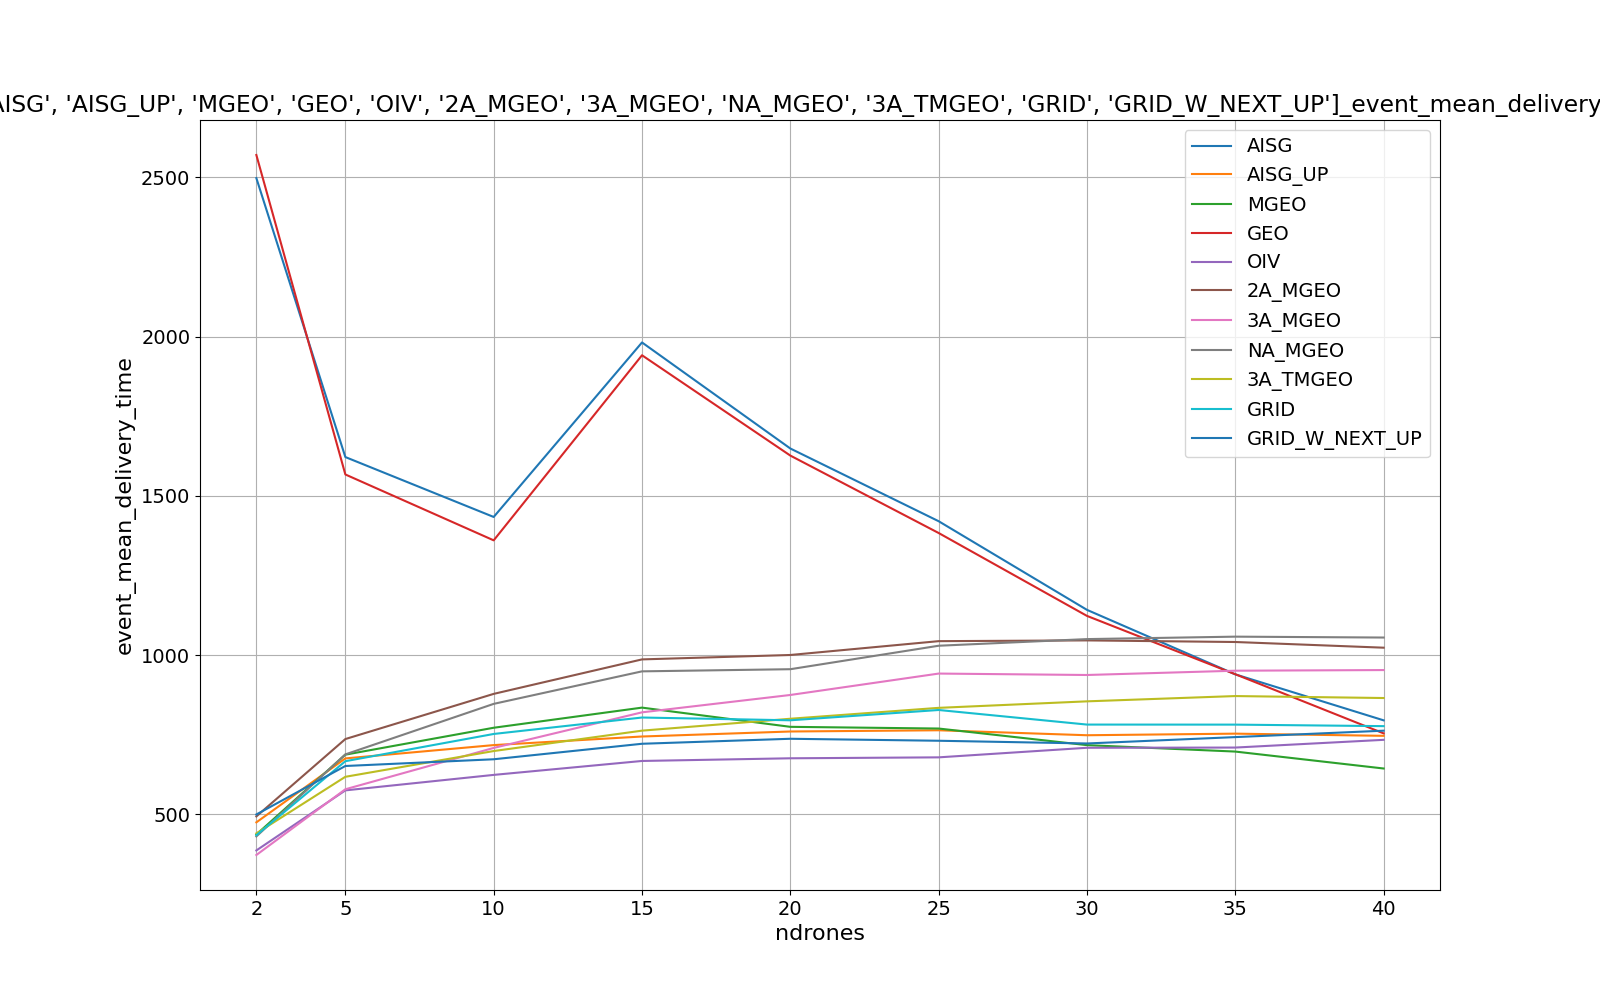 AISG', 'AISG_UP', 'MGEO', 'GEO', 'OIV', '2A_MGEO', '3A_MGEO', 'NA_MGEO', '3A_TMGEO', 'GRID', 'GRID_W_NEXT_UP']_event_mean_delivery
AISG
AISG_UP
MGEO
GEO
OIV
2A_MGEO
3A_MGEO
NA_MGEO
3A_TMGEO
GRID
GRID_W_NEXT_UP
event_mean_delivery_time
2500
2000
1500
1000
500
2 5 10 15 20 25 30 35 40
ndrones